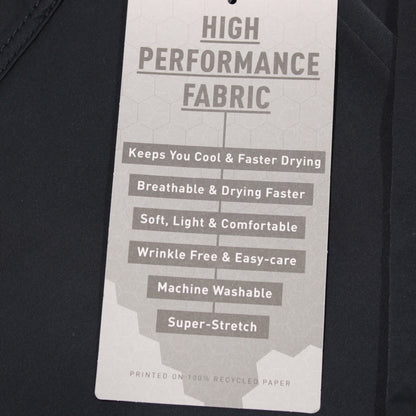 HIGH
PERFORMANCE
FABRIC
Keeps You Cool & Faster Drying
Breathable & Drying Faster
Soft, Light & Comfortable
Wrinkle Free & Easy-care
Machine Washable
Super-Stretch
PRINTED ON 100% RECYCLED PAPER